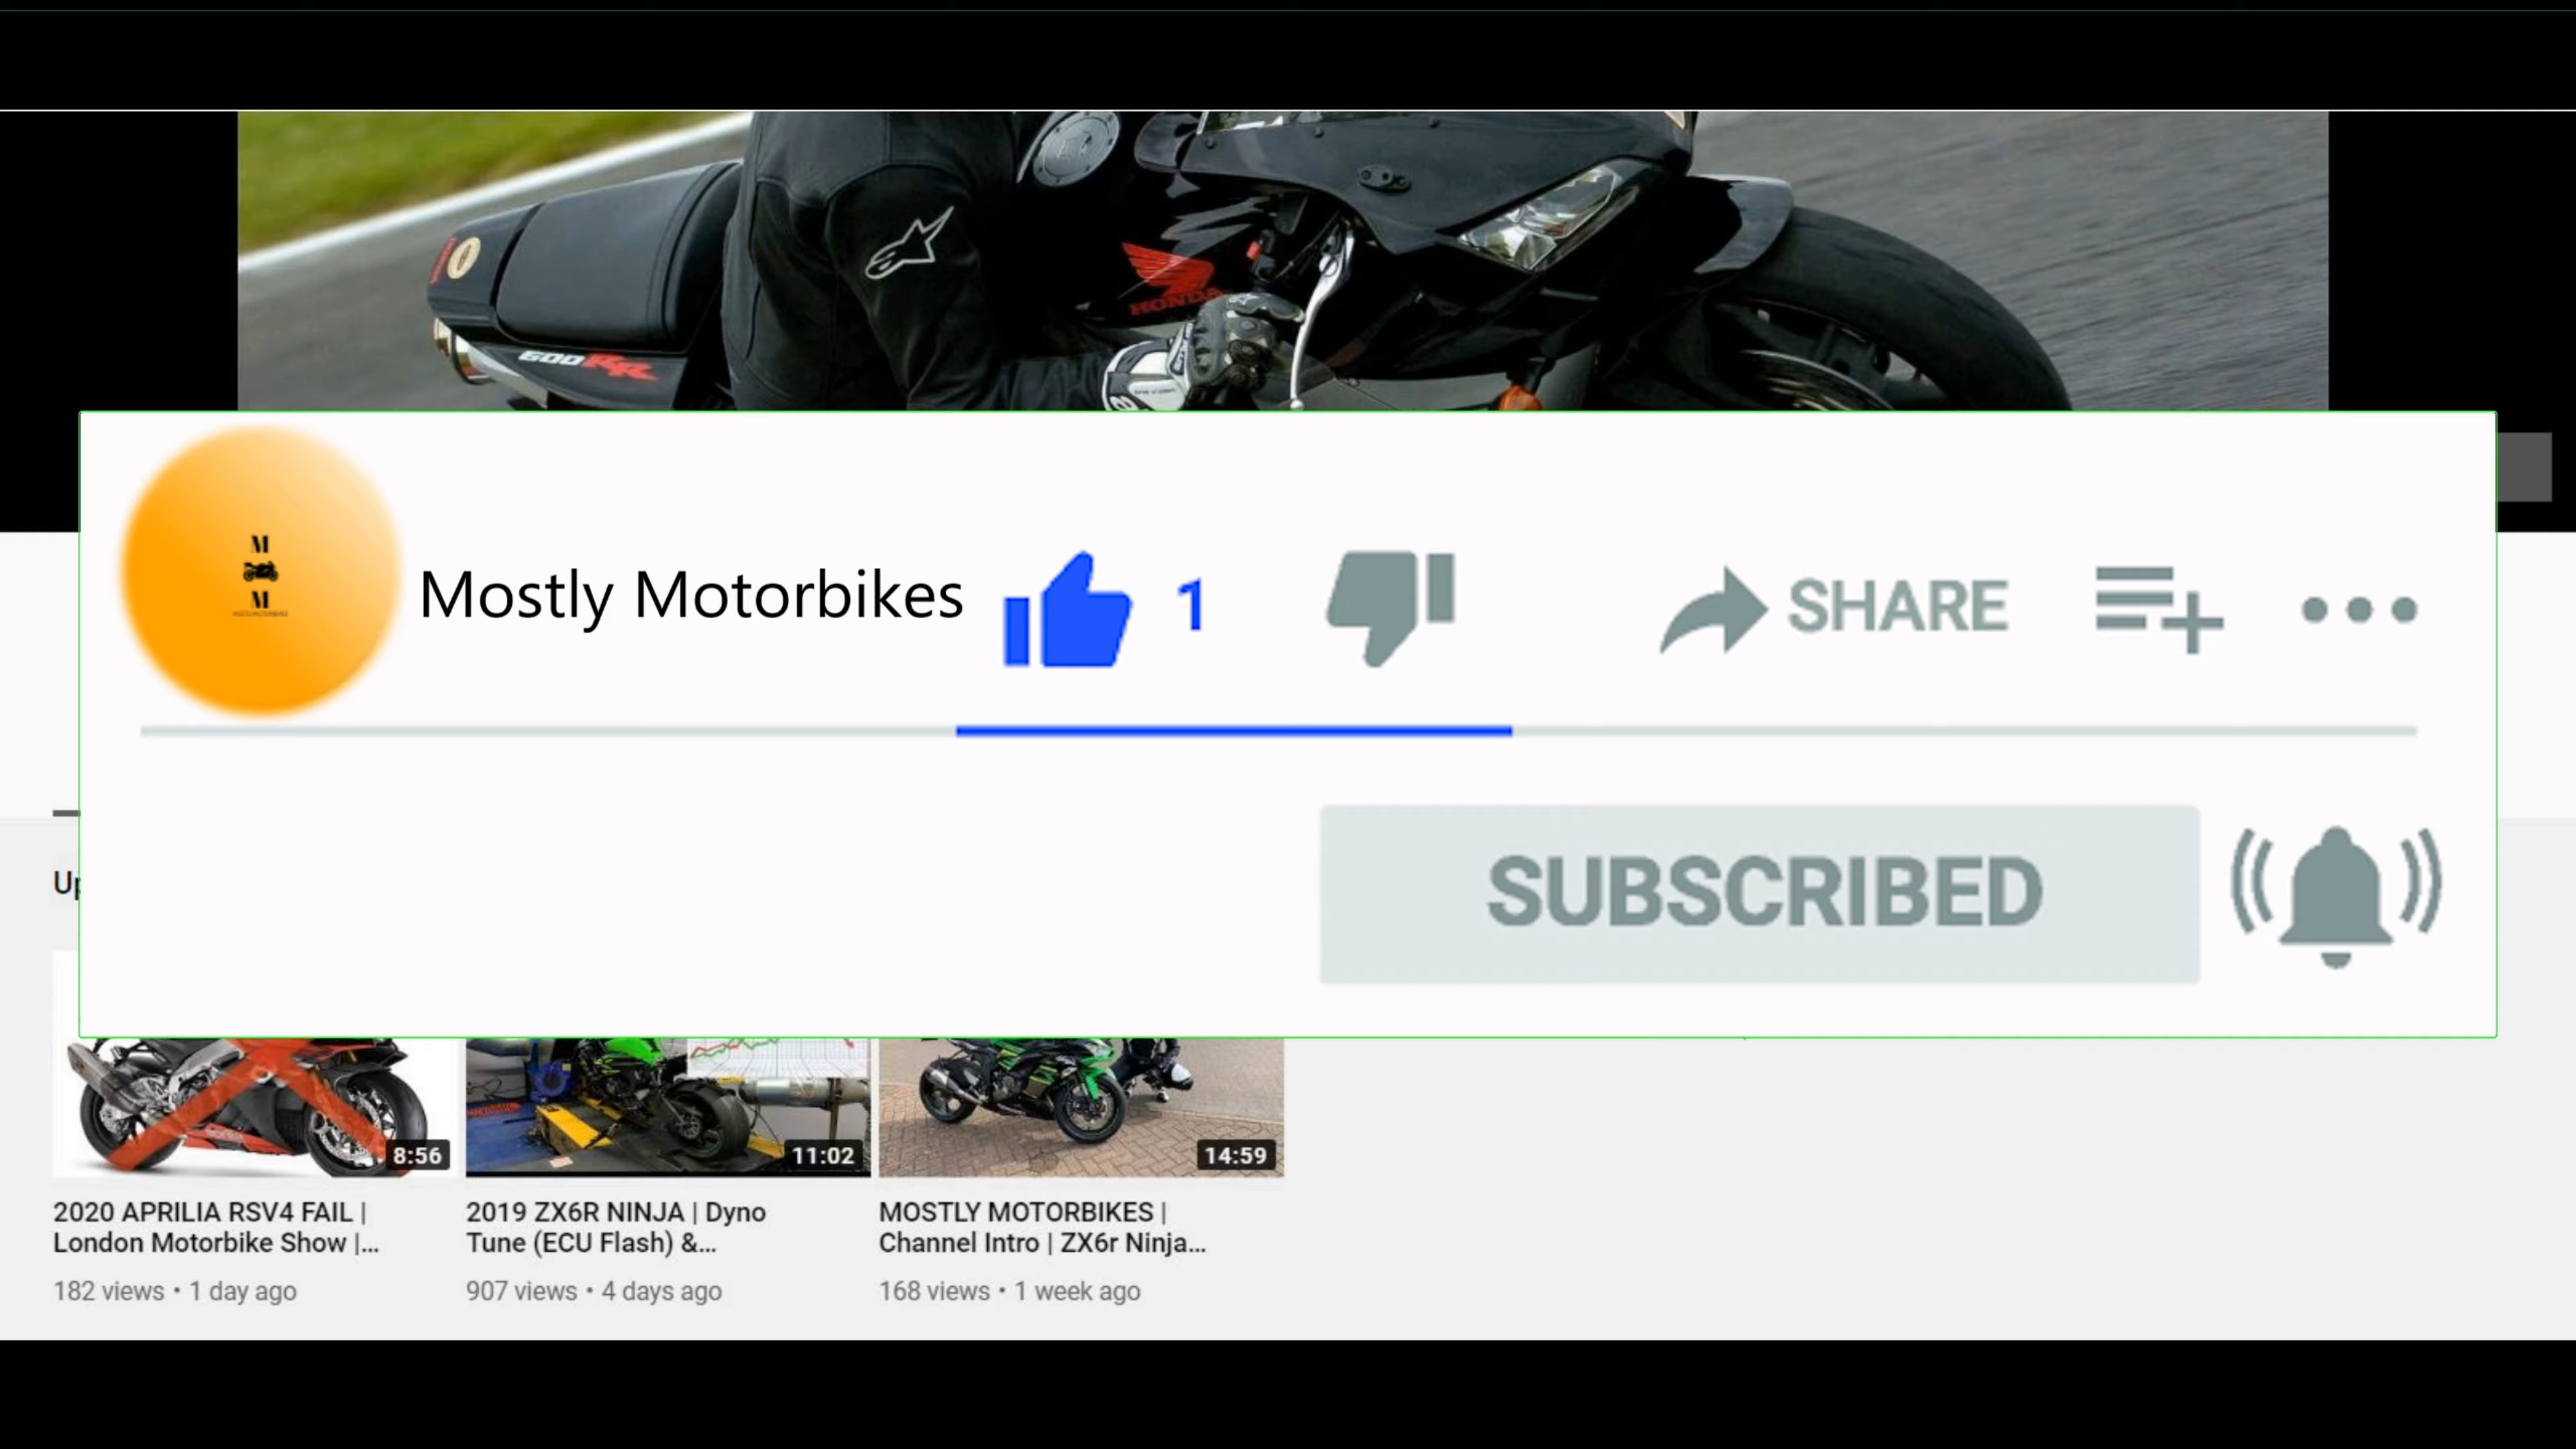 HONDA
600RR
M
M
Mostly Motorbikes
1
SHARE
SUBSCRIBED
8:56
11:02
14:59
2020 APRILIA RSV4 FAIL |
London Motorbike Show |...
182 views • 1 day ago
2019 ZX6R NINJA | Dyno
Tune (ECU Flash) &...
907 views • 4 days ago
MOSTLY MOTORBIKES |
Channel Intro | ZX6r Ninja...
168 views • 1 week ago